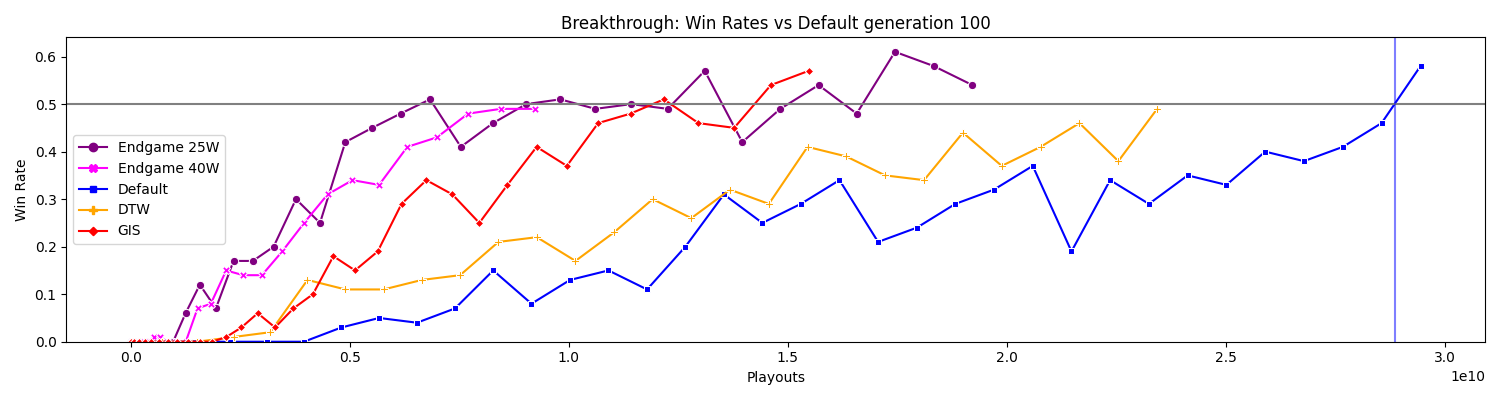 Breakthrough: Win Rates vs Default generation 100
Win Rate
0.6
0.5
0.4
0.3
0.2
0.1
0.0
Endgame 25W
Endgame 40W
Default
DTW
GIS
0.0 0.5 1.0 1.5 2.0 2.5 3.0
1e10
Playouts